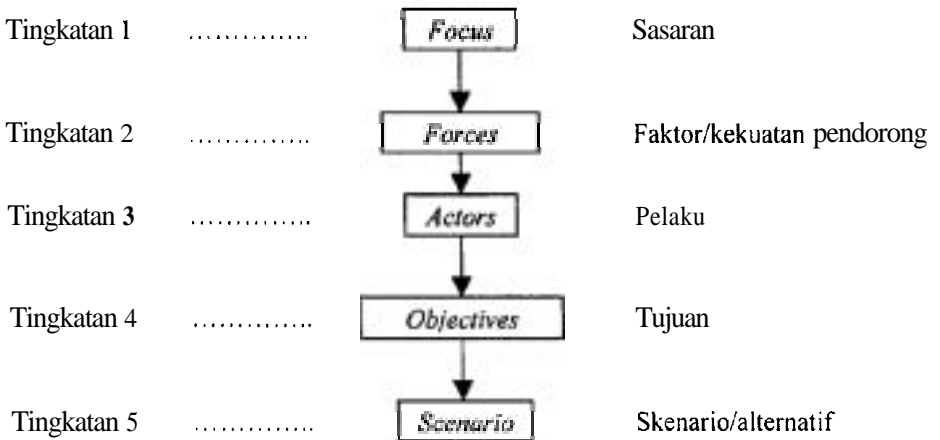 Tingkatan 1 .............. Focus Sasaran
Tingkatan 2 .............. Forces Faktor/kekuatan pendorong
Tingkatan 3 .............. Actors Pelaku
Tingkatan 4 .............. Objectives Tujuan
Tingkatan 5 .............. Scenario Skenario/alternatif